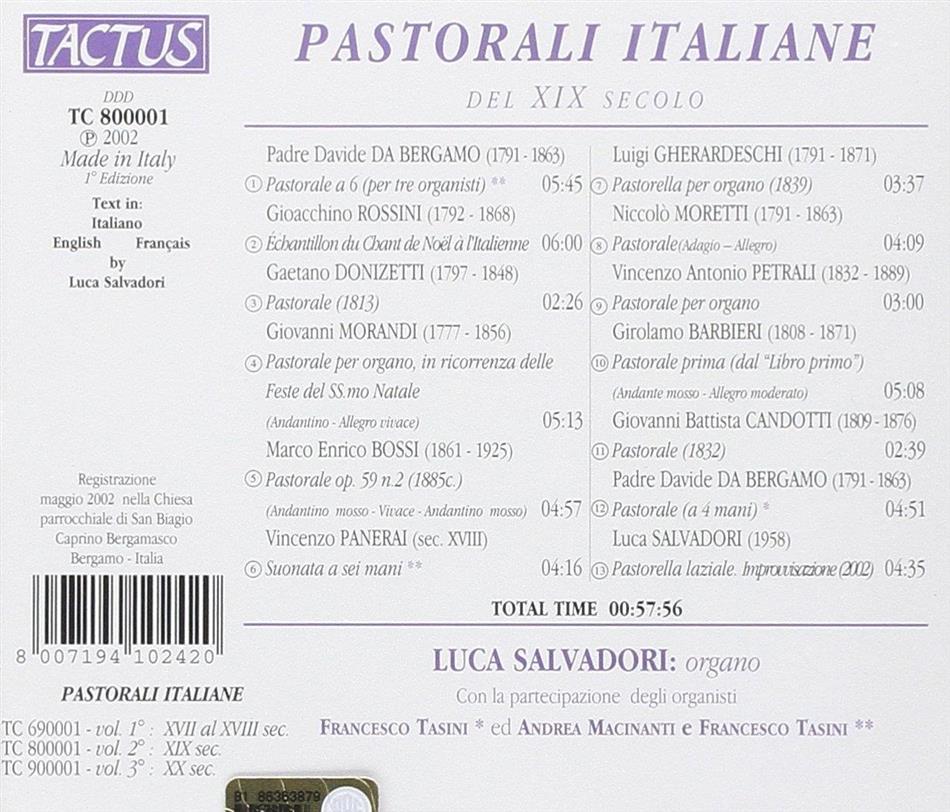 TACTUS
DDD
TC 800001
℗ 2002
Made in Italy
1° Edizione
Text in:
Italiano
English Français
by
Luca Salvadori
Registrazione
maggio 2002 nella Chiesa
parrocchiale di San Biagio
Caprino Bergamasco
Bergamo - Italia
8 007194 102420
PASTORALI ITALIANE
TC 690001 - vol. 1° : XVII al XVIII sec.
TC 800001 - vol. 2° : XIX sec.
TC 900001 - vol. 3° : XX sec.
PASTORALI ITALIANE
DEL XIX SECOLO
Padre Davide DA BERGAMO (1791 - 1863)
① Pastorale a 6 (per tre organisti) ** 05:45
Gioacchino ROSSINI (1792 - 1868)
② Échantillon du Chant de Noël à l'Italienne 06:00
Gaetano DONIZETTI (1797 - 1848)
③ Pastorale (1813) 02:26
Giovanni MORANDI (1777 - 1856)
④ Pastorale per organo, in ricorrenza delle
Feste del SS.mo Natale
(Andantino - Allegro vivace) 05:13
Marco Enrico BOSSI (1861 - 1925)
⑤ Pastorale op. 59 n.2 (1885c.)
(Andantino mosso - Vivace - Andantino mosso) 04:57
Vincenzo PANERAI (sec. XVIII)
⑥ Suonata a sei mani ** 04:16
Luigi GHERARDESCHI (1791 - 1871)
⑦ Pastorella per organo (1839) 03:37
Niccolò MORETTI (1791 - 1863)
⑧ Pastorale (Adagio – Allegro) 04:09
Vincenzo Antonio PETRALI (1832 - 1889)
⑨ Pastorale per organo 03:00
Girolamo BARBIERI (1808 - 1871)
⑩ Pastorale prima (dal “Libro primo”)
(Andante mosso - Allegro moderato) 05:08
Giovanni Battista CANDOTTI (1809 - 1876)
⑪ Pastorale (1832) 02:39
Padre Davide DA BERGAMO (1791 - 1863)
⑫ Pastorale (a 4 mani) * 04:51
Luca SALVADORI (1958)
⑬ Pastorella laziale. Improvvisazione (2002) 04:35
TOTAL TIME 00:57:56
LUCA SALVADORI: organo
Con la partecipazione degli organisti
FRANCESCO TASINI * ed ANDREA MACINANTI e FRANCESCO TASINI **